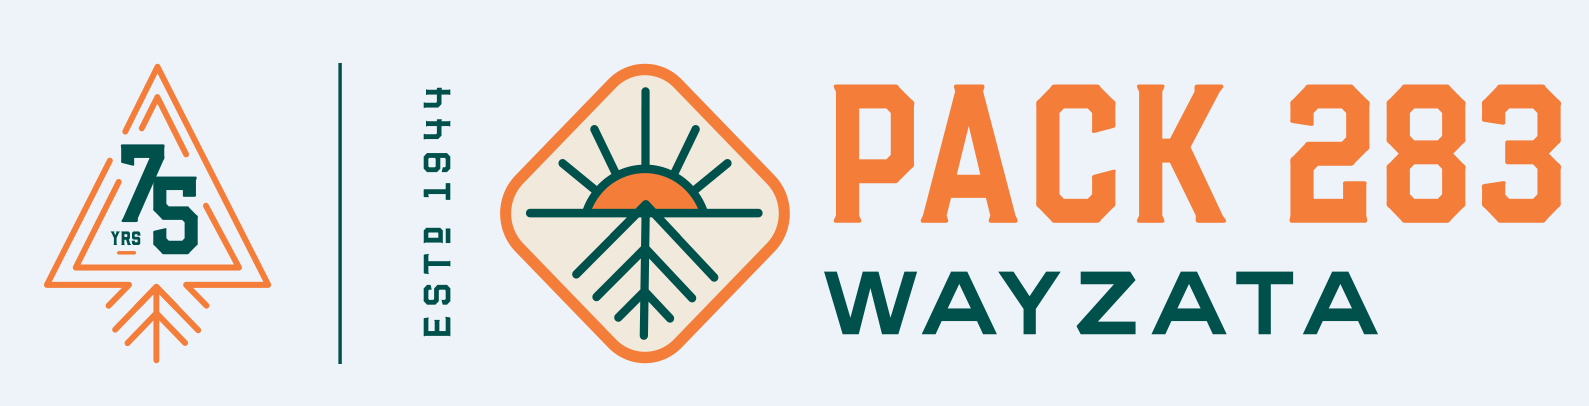 75
YRS
ESTD 1944
PACK 283
WAYZATA